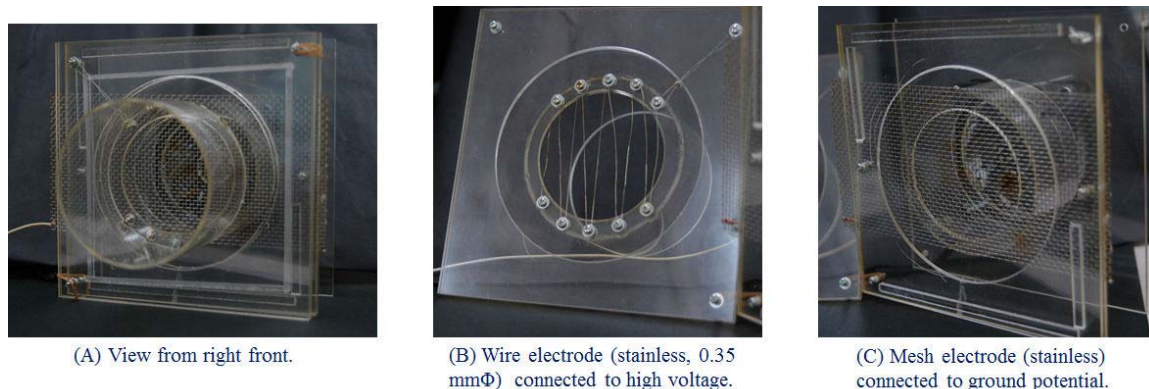 (A) View from right front.
(B) Wire electrode (stainless, 0.35
mmΦ) connected to high voltage.
(C) Mesh electrode (stainless)
connected to ground potential.